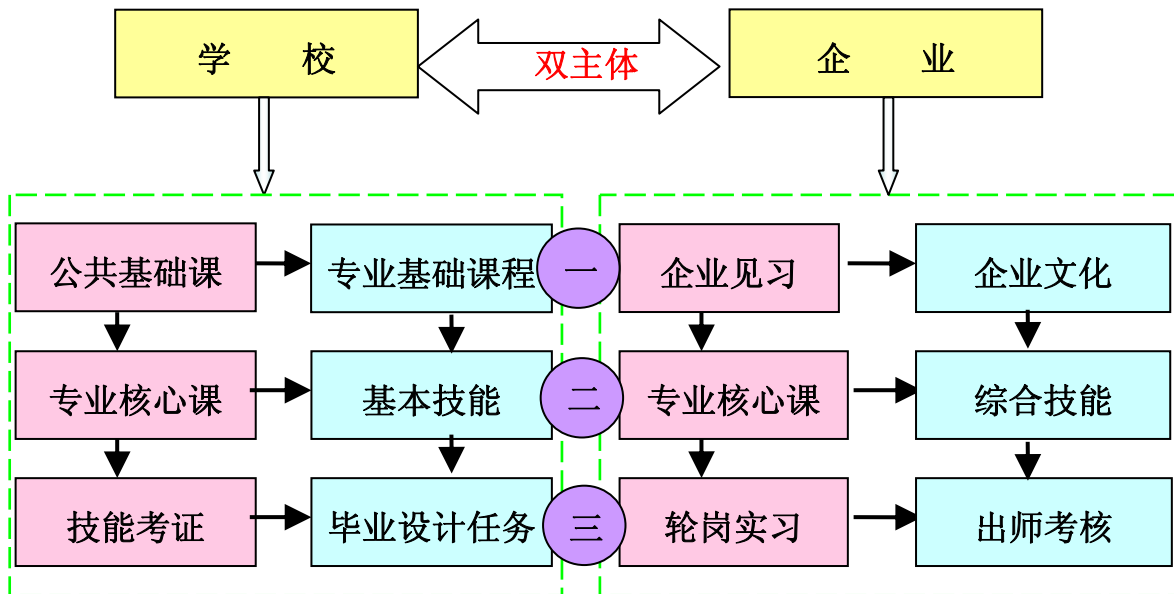 学 校
双主体
企 业
公共基础课
专业基础课程
一
企业见习
企业文化
专业核心课
基本技能
二
专业核心课
综合技能
技能考证
毕业设计任务
三
轮岗实习
出师考核